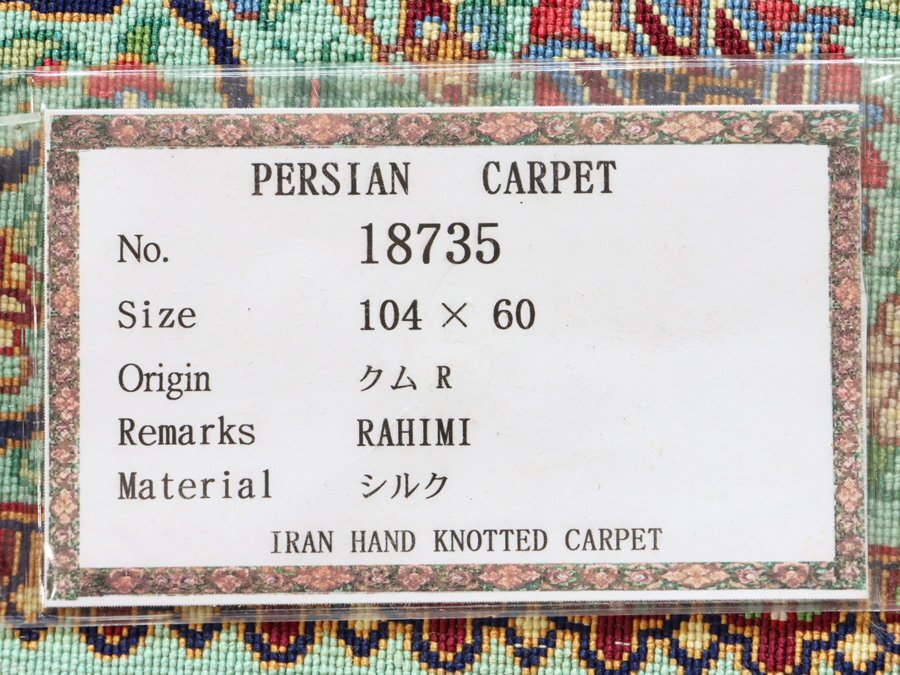 PERSIAN CARPET
No. 18735
Size 104 × 60
Origin クム R
Remarks RAHIMI
Material シルク
IRAN HAND KNOTTED CARPET